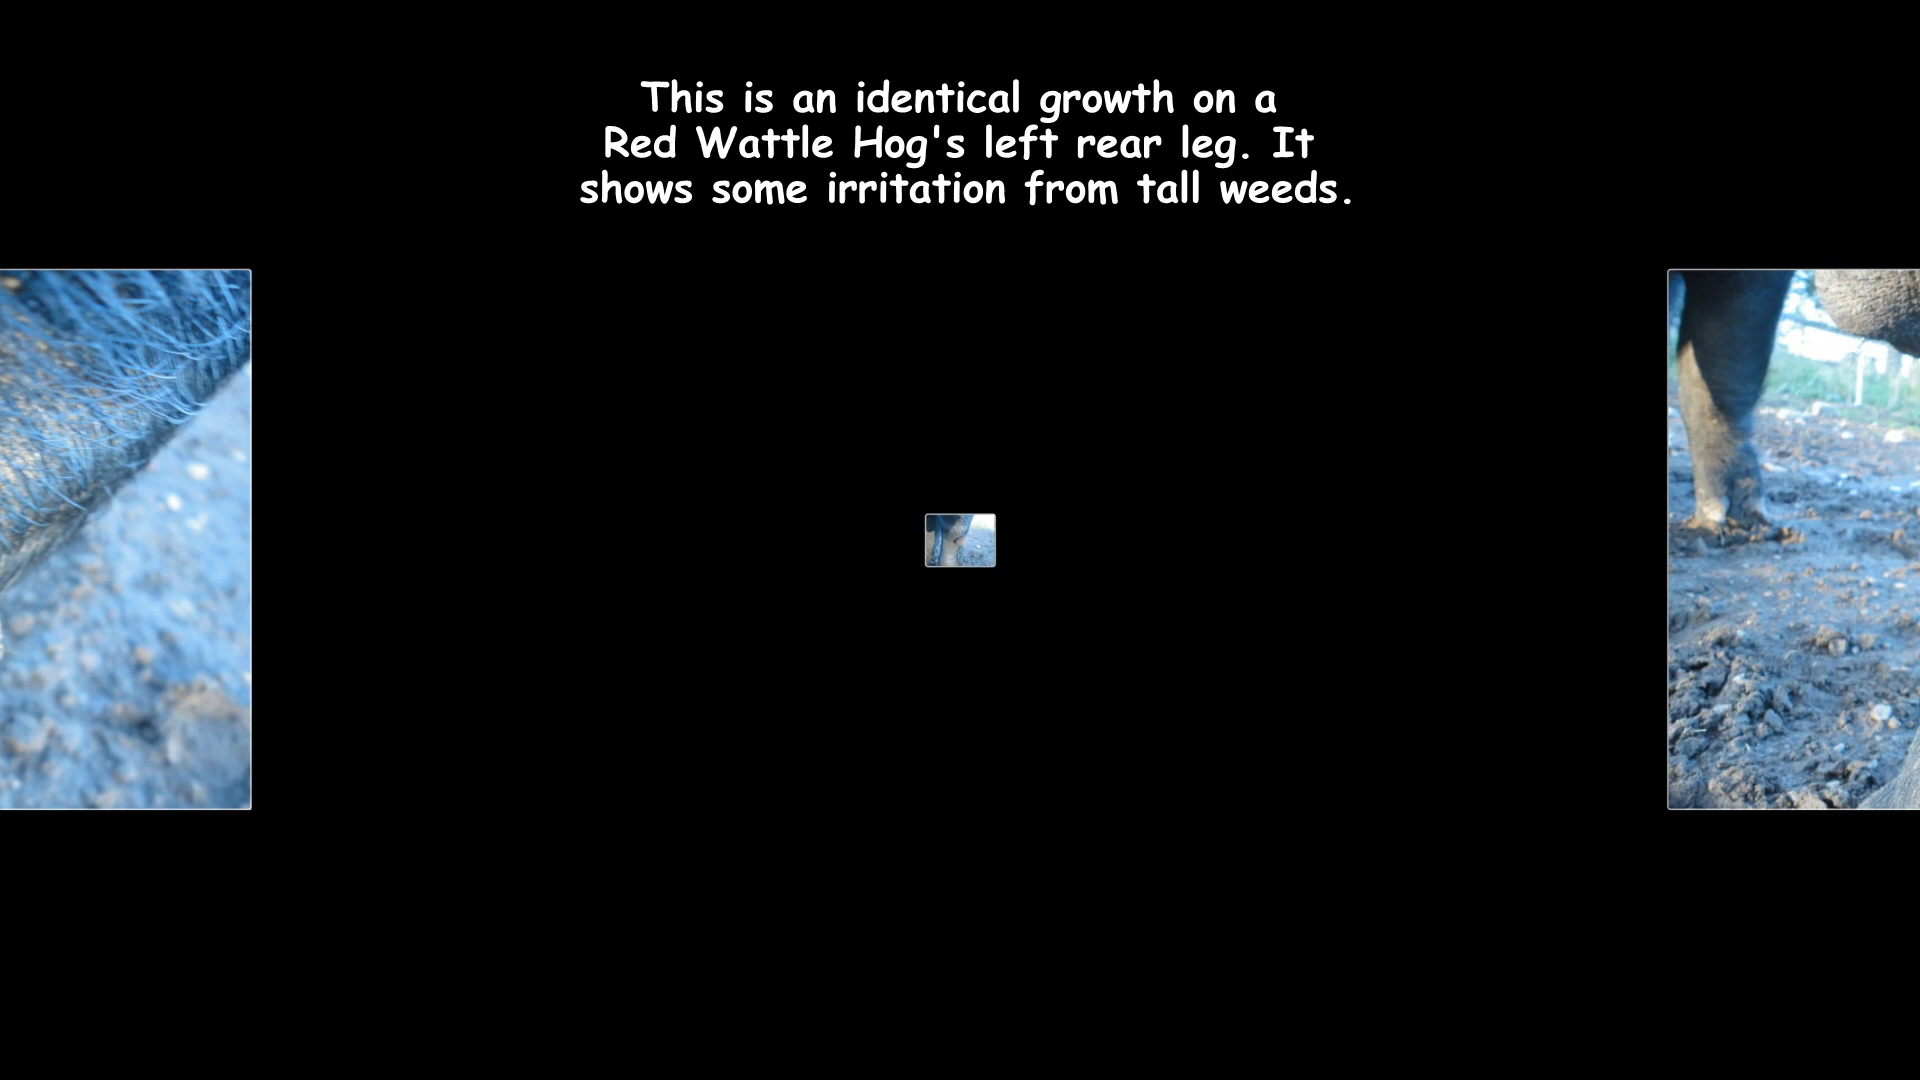 This is an identical growth on a
Red Wattle Hog's left rear leg. It
shows some irritation from tall weeds.